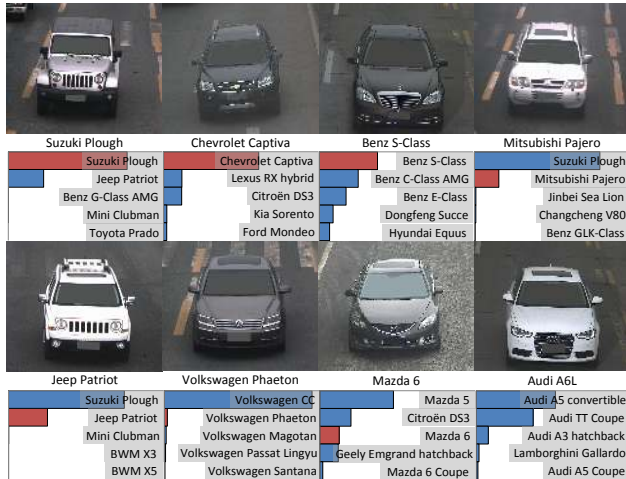 Suzuki Plough
Suzuki Plough
Jeep Patriot
Benz G-Class AMG
Mini Clubman
Toyota Prado
Chevrolet Captiva
Chevrolet Captiva
Lexus RX hybrid
Citroën DS3
Kia Sorento
Ford Mondeo
Benz S-Class
Benz S-Class
Benz C-Class AMG
Benz E-Class
Dongfeng Succe
Hyundai Equus
Mitsubishi Pajero
Suzuki Plough
Mitsubishi Pajero
Jinbei Sea Lion
Changcheng V80
Benz GLK-Class
Jeep Patriot
Suzuki Plough
Jeep Patriot
Mini Clubman
BWM X3
BWM X5
Volkswagen Phaeton
Volkswagen CC
Volkswagen Phaeton
Volkswagen Magotan
Volkswagen Passat Lingyu
Volkswagen Santana
Mazda 6
Mazda 5
Citroën DS3
Mazda 6
Geely Emgrand hatchback
Mazda 6 Coupe
Audi A6L
Audi A5 convertible
Audi TT Coupe
Audi A3 hatchback
Lamborghini Gallardo
Audi A5 Coupe